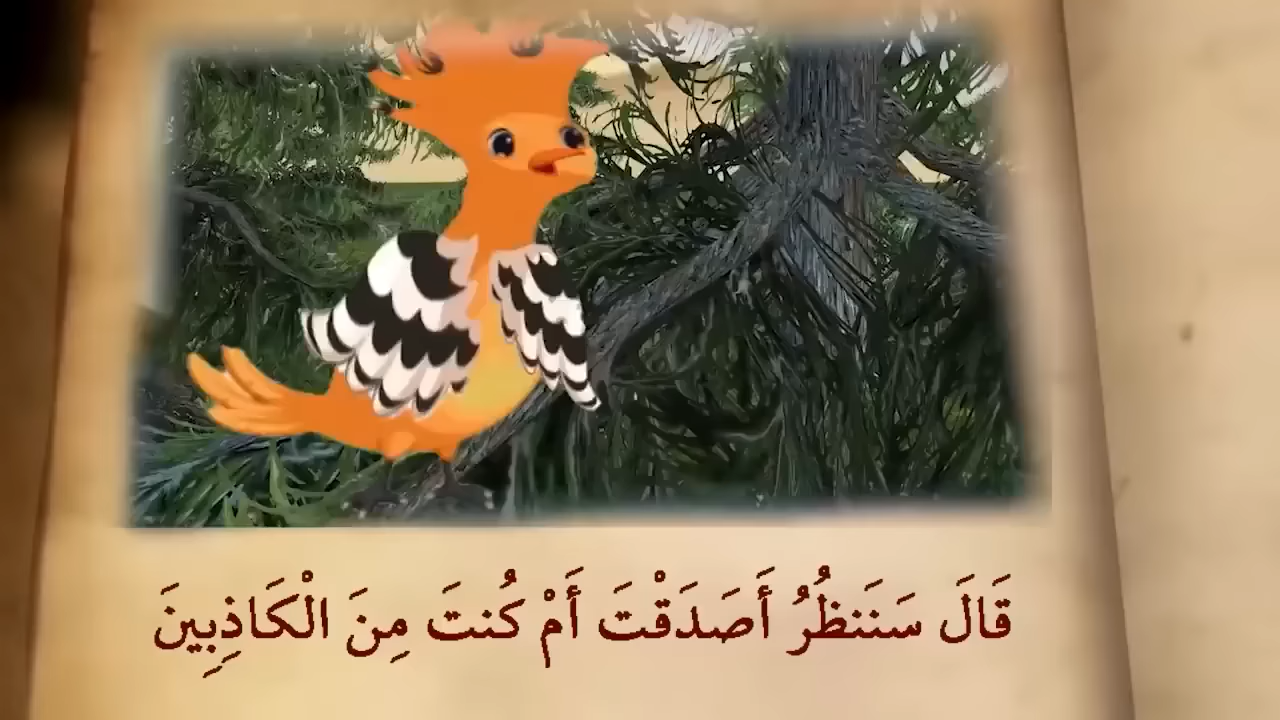 قَالَ سَنَنظُرُ أَصَدَقْتَ أَمْ كُنتَ مِنَ الْكَاذِبِينَ